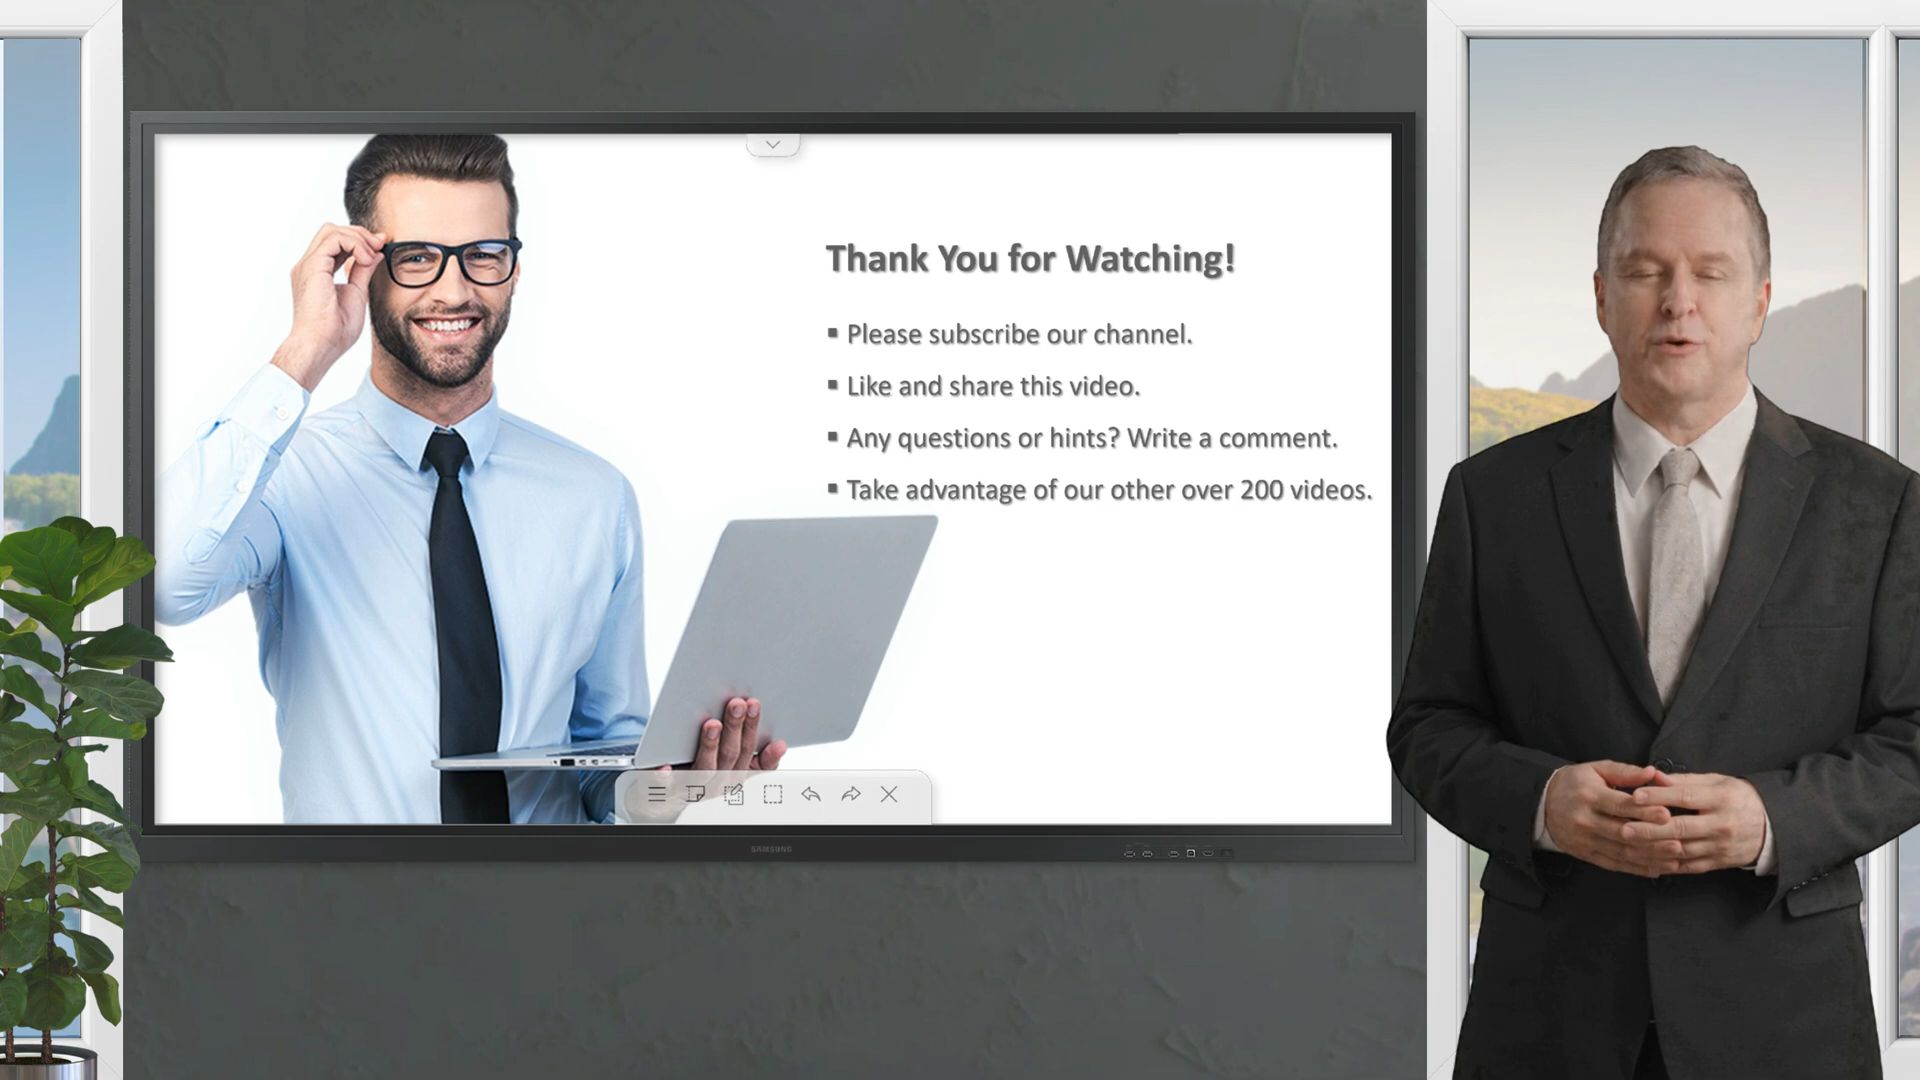 Thank You for Watching!
▪ Please subscribe our channel.
▪ Like and share this video.
▪ Any questions or hints? Write a comment.
▪ Take advantage of our other over 200 videos.
SAMSUNG